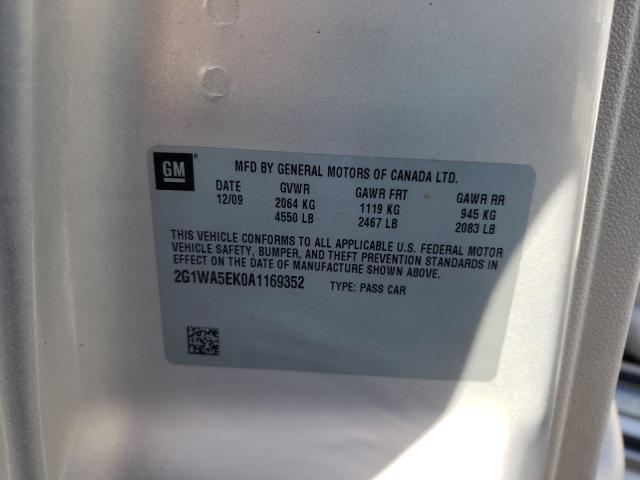 GM ® MFD BY GENERAL MOTORS OF CANADA LTD.
DATE GVWR GAWR FRT GAWR RR
12/09 2064 KG 1119 KG 945 KG
4550 LB 2467 LB 2083 LB
THIS VEHICLE CONFORMS TO ALL APPLICABLE U.S. FEDERAL MOTOR
VEHICLE SAFETY, BUMPER, AND THEFT PREVENTION STANDARDS IN
EFFECT ON THE DATE OF MANUFACTURE SHOWN ABOVE.
2G1WA5EK0A1169352 TYPE: PASS CAR